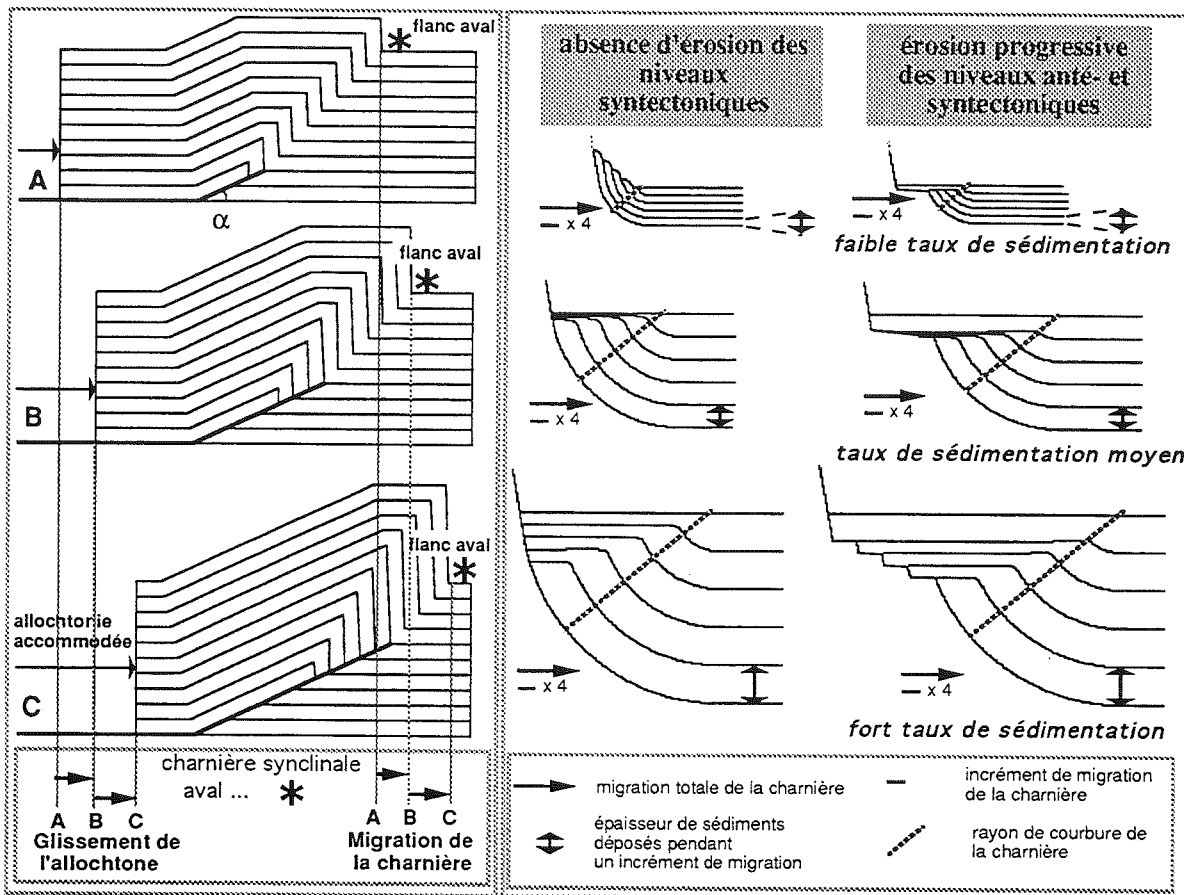 flanc aval
A
α
flanc aval
B
flanc aval
allochtonie
accommodée
C
charnière synclinale
aval ...
A B C
Glissement de
l'allochtone
A B C
Migration de
la charnière
absence d'érosion des
niveaux
syntectoniques
érosion progressive
des niveaux anté- et
syntectoniques
x 4
x 4
faible taux de sédimentation
x 4
x 4
taux de sédimentation moyen
x 4
x 4
fort taux de sédimentation
migration totale de la charnière
incrément de migration
de la charnière
épaisseur de sédiments
déposés pendant
un incrément de migration
rayon de courbure de
la charnière